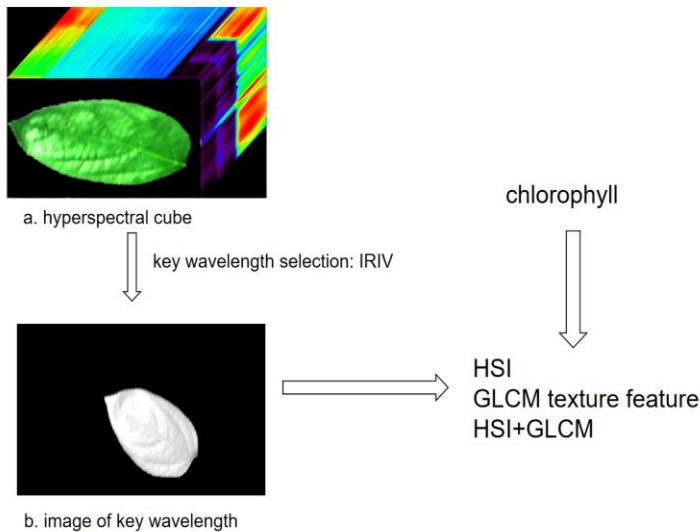 a. hyperspectral cube
key wavelength selection: IRIV
chlorophyll
HSI
GLCM texture feature
HSI+GLCM
b. image of key wavelength